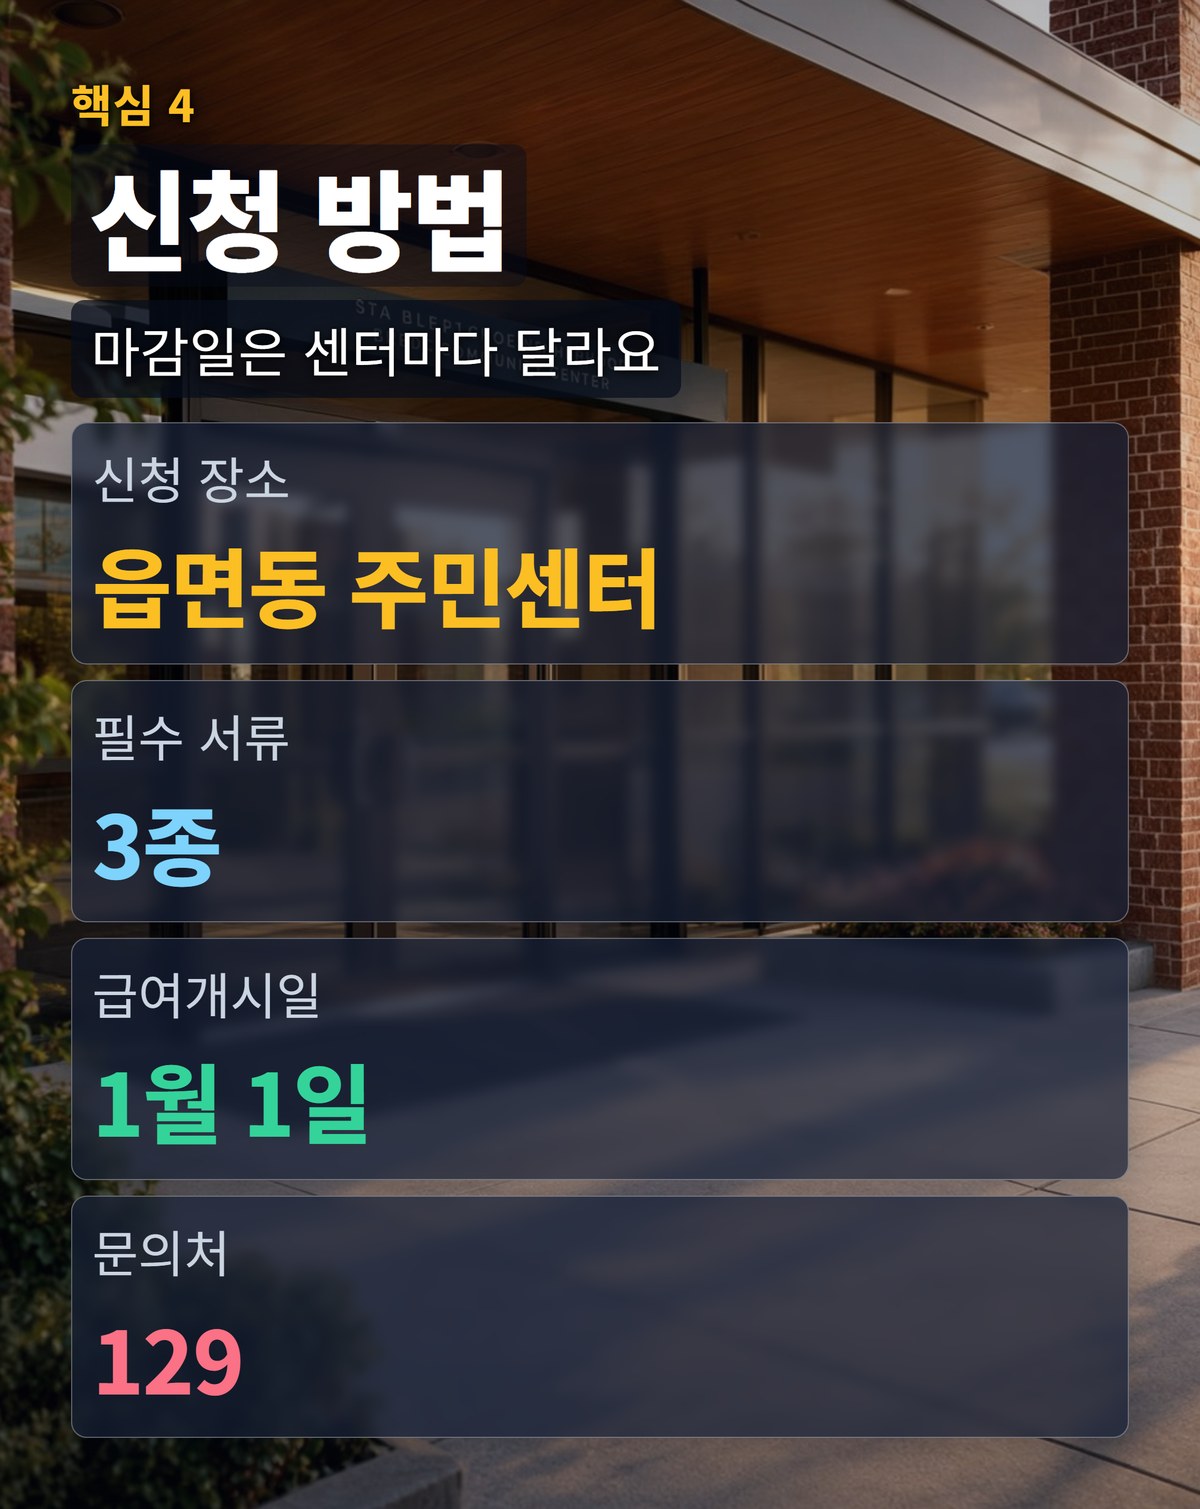 핵심 4
신청 방법
마감일은 센터마다 달라요
신청 장소
읍면동 주민센터
필수 서류
3종
급여개시일
1월 1일
문의처
129